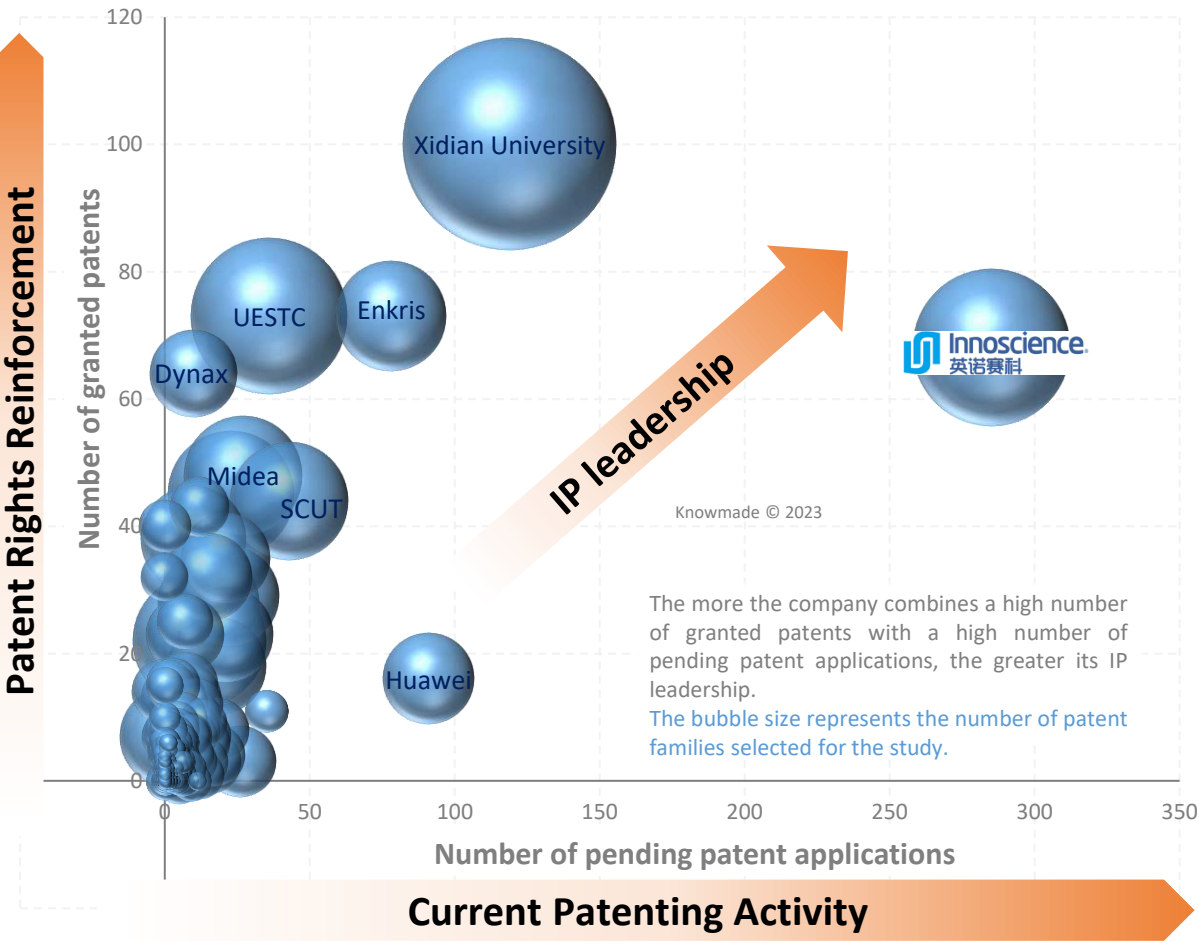 Patent Rights Reinforcement
Number of granted patents
120
100
80
60
40
20
0
Xidian University
UESTC
Enkris
Dynax
Innoscience
英诺赛科
Midea
SCUT
Huawei
IP leadership
Knowmade © 2023
The more the company combines a high number
of granted patents with a high number of
pending patent applications, the greater its IP
leadership.
The bubble size represents the number of patent
families selected for the study.
0
50
100
150
200
250
300
350
Number of pending patent applications
Current Patenting Activity